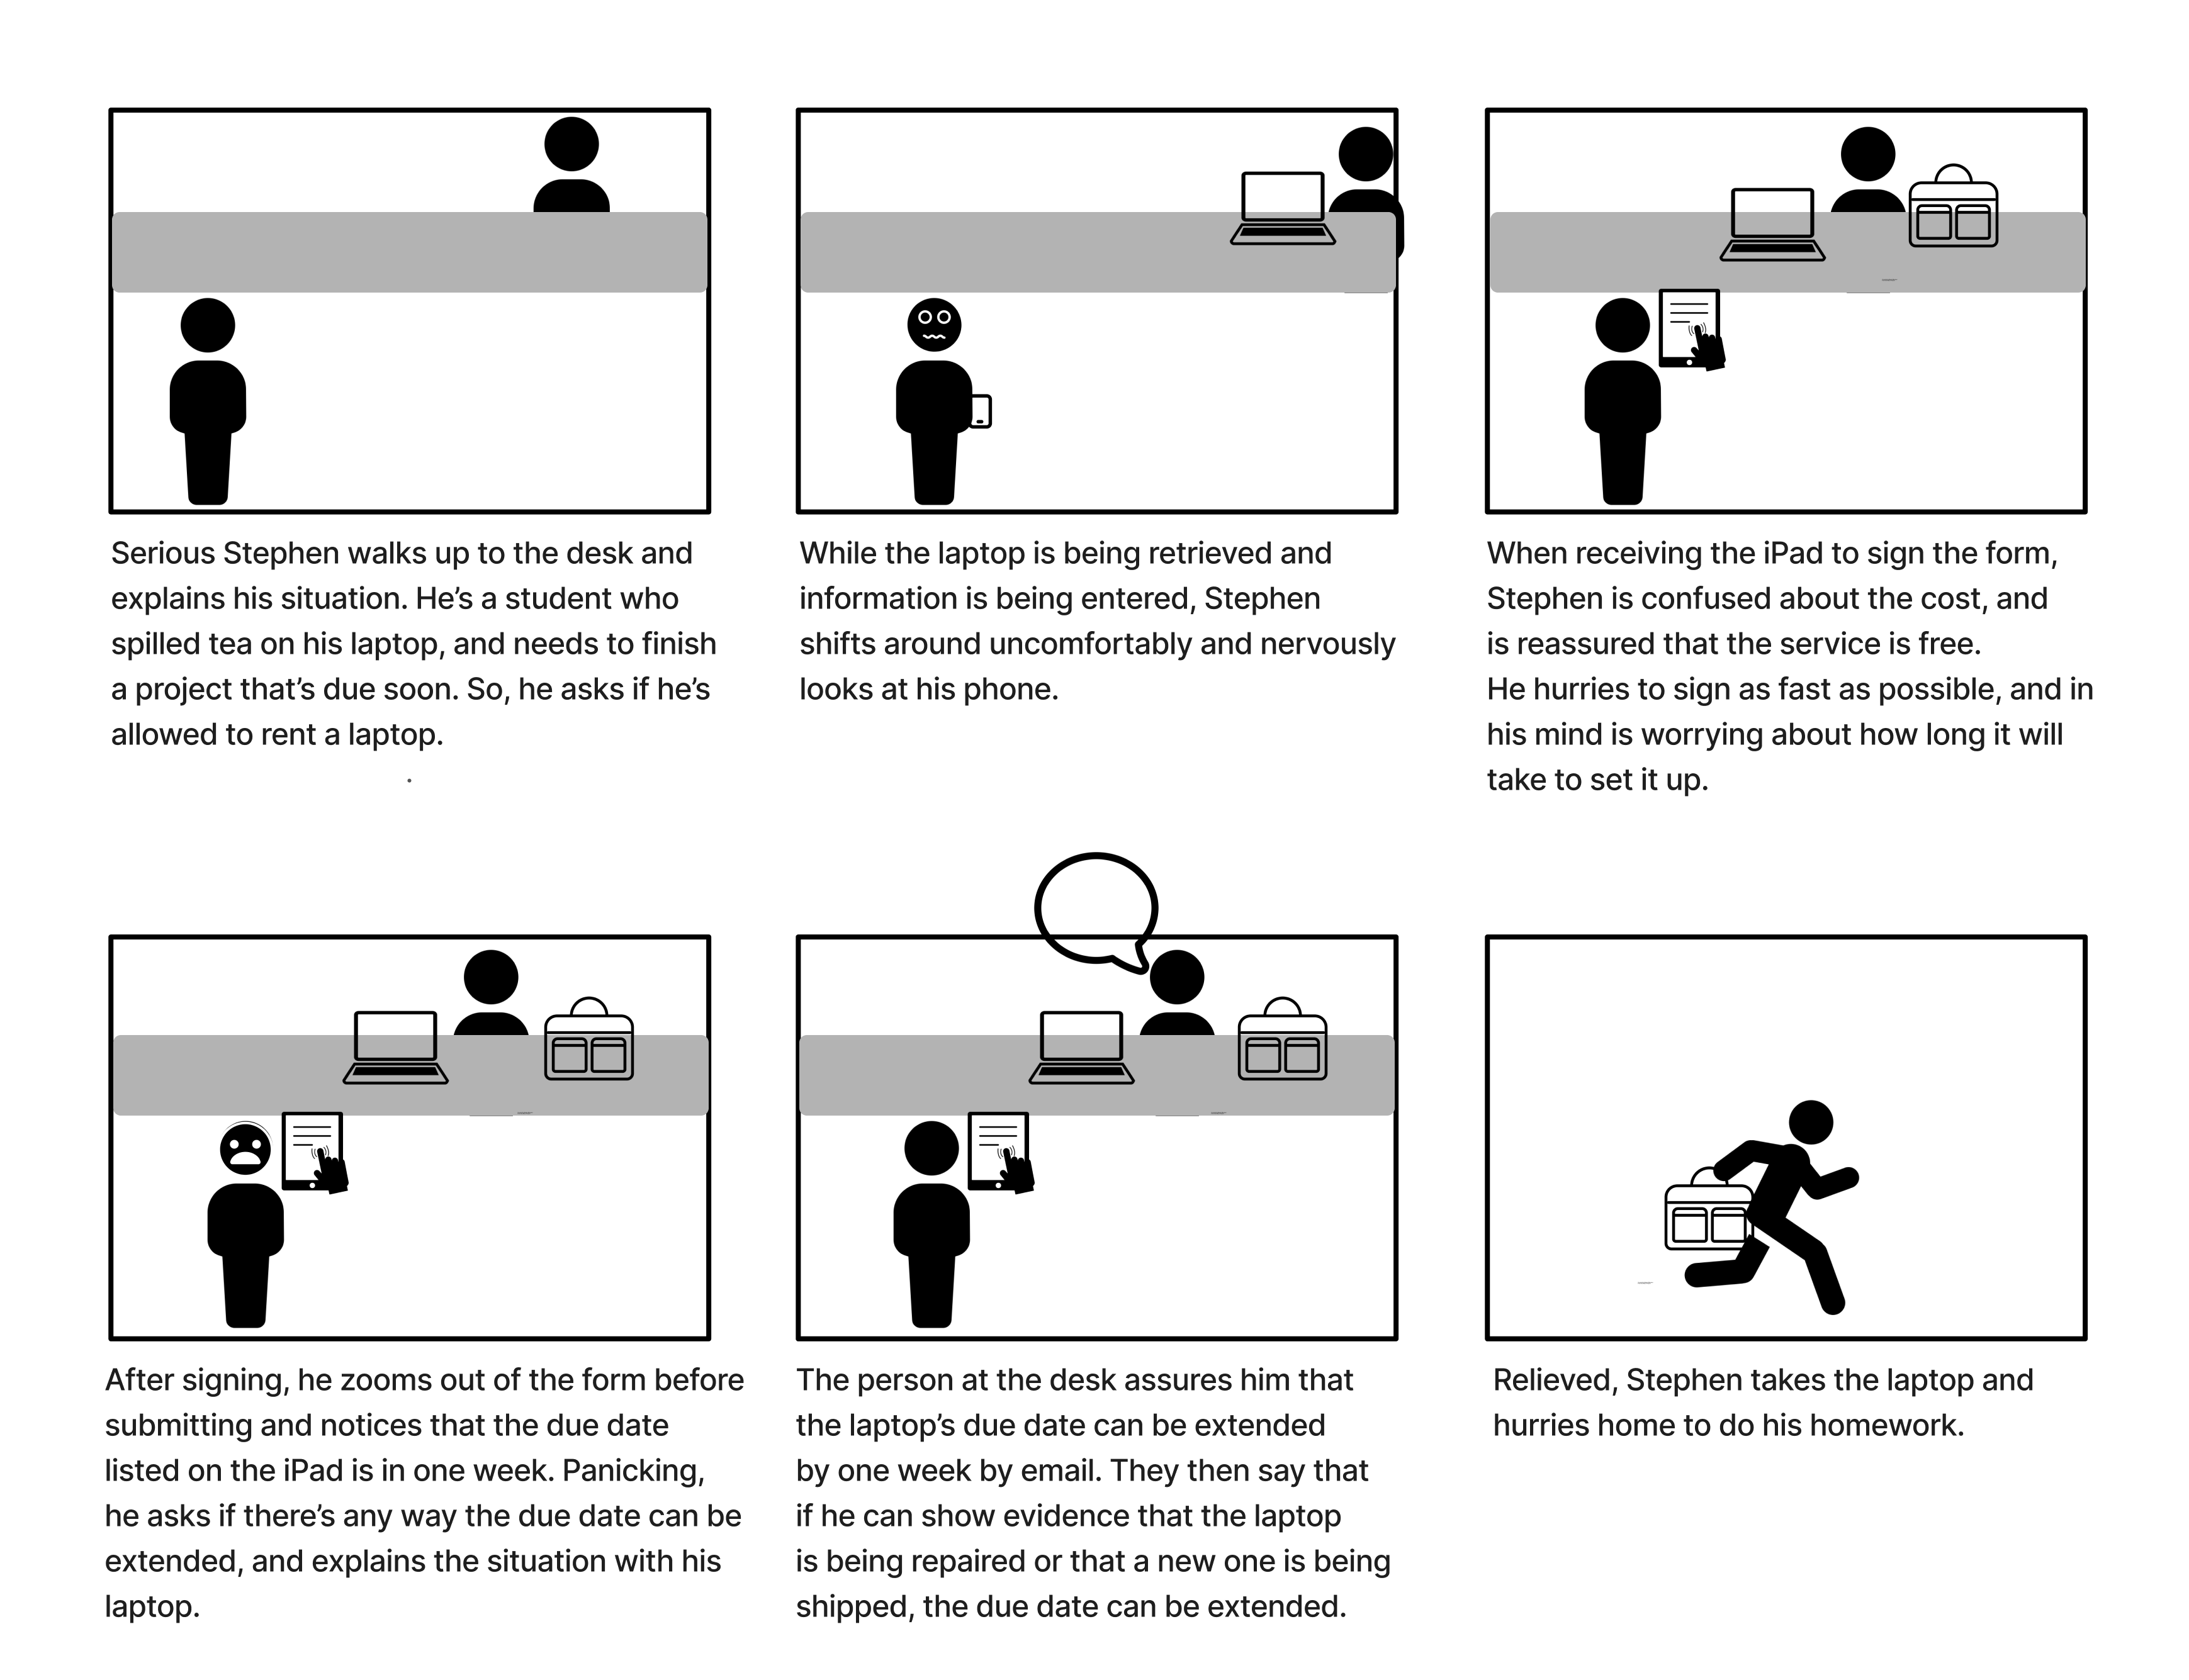 Serious Stephen walks up to the desk and
explains his situation. He’s a student who
spilled tea on his laptop, and needs to finish
a project that’s due soon. So, he asks if he’s
allowed to rent a laptop.
While the laptop is being retrieved and
information is being entered, Stephen
shifts around uncomfortably and nervously
looks at his phone.
When receiving the iPad to sign the form,
Stephen is confused about the cost, and
is reassured that the service is free.
He hurries to sign as fast as possible, and in
his mind is worrying about how long it will
take to set it up.
After signing, he zooms out of the form before
submitting and notices that the due date
listed on the iPad is in one week. Panicking,
he asks if there’s any way the due date can be
extended, and explains the situation with his
laptop.
The person at the desk assures him that
the laptop’s due date can be extended
by one week by email. They then say that
if he can show evidence that the laptop
is being repaired or that a new one is being
shipped, the due date can be extended.
Relieved, Stephen takes the laptop and
hurries home to do his homework.